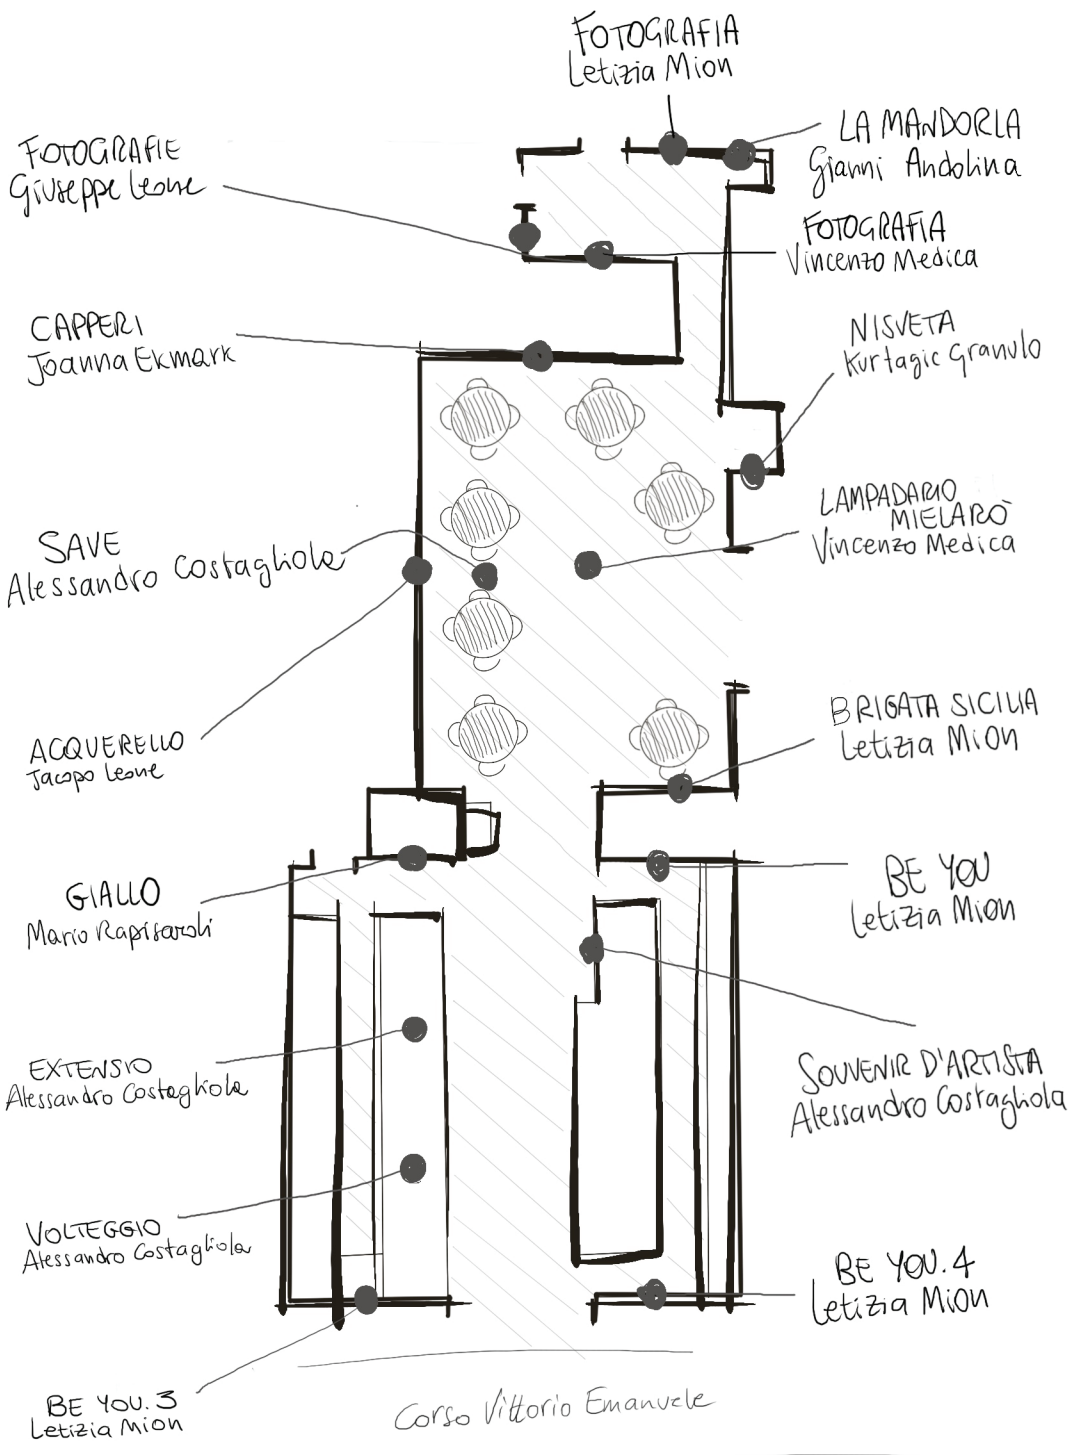 FOTOGRAFIA
Letizia Mion
LA MANDORLA
Gianni Andolina
FOTOGRAFIE
Giuseppe Leone
FOTOGRAFIA
Vincenzo Medica
CAPPERI
Joanna Ekmark
NISVETA
Kurtagic Granulo
LAMPADARIO
MIELARÒ
Vincenzo Medica
SAVE
Alessandro Costagliola
ACQUERELLO
Jacopo Leone
BRIGATA SICILIA
Letizia Mion
GIALLO
Mario Rapisardi
BE YOU
Letizia Mion
EXTENSIO
Alessandro Costagliola
SOUVENIR D'ARTISTA
Alessandro Costagliola
VOLTEGGIO
Alessandro Costagliola
BE YOU.4
Letizia Mion
BE YOU.3
Letizia Mion
Corso Vittorio Emanuele